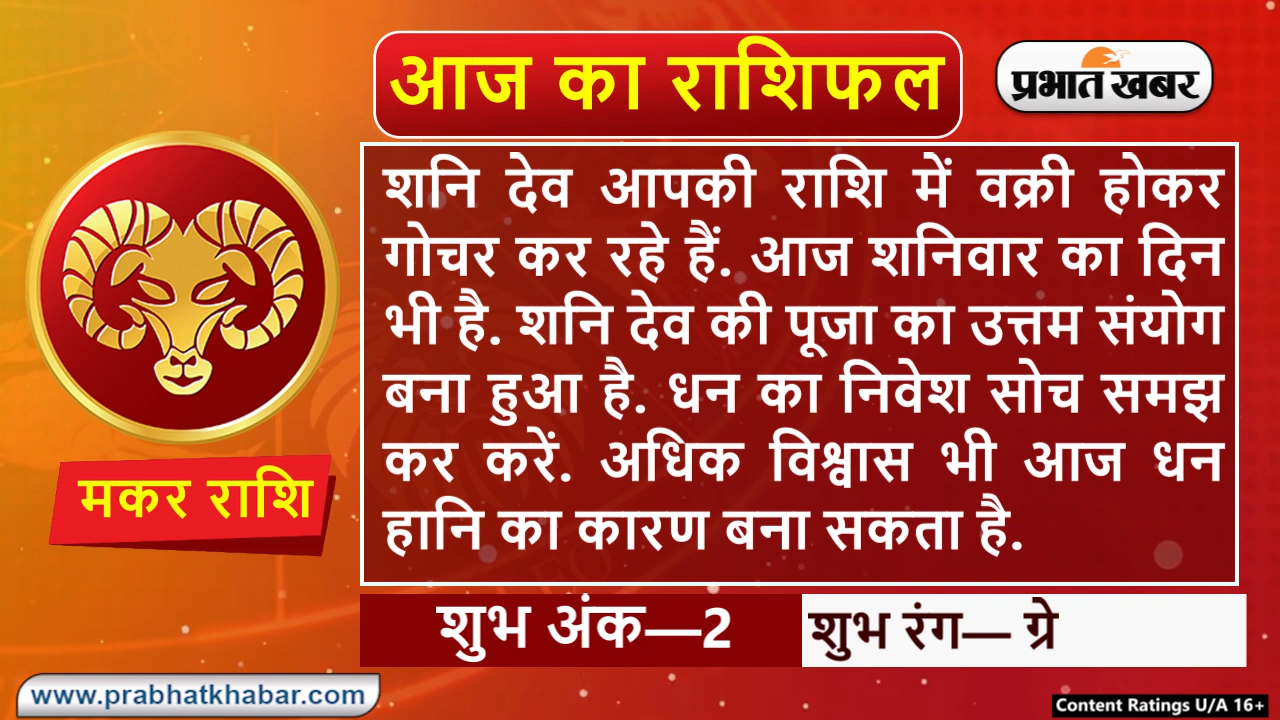 आज का राशिफल
प्रभात खबर
शनि देव आपकी राशि में वक्री होकर
गोचर कर रहे हैं. आज शनिवार का दिन
भी है. शनि देव की पूजा का उत्तम संयोग
बना हुआ है. धन का निवेश सोच समझ
कर करें. अधिक विश्वास भी आज धन
हानि का कारण बना सकता है.
मकर राशि
शुभ अंक—2
शुभ रंग— ग्रे
www.prabhatkhabar.com
Content Ratings U/A 16+